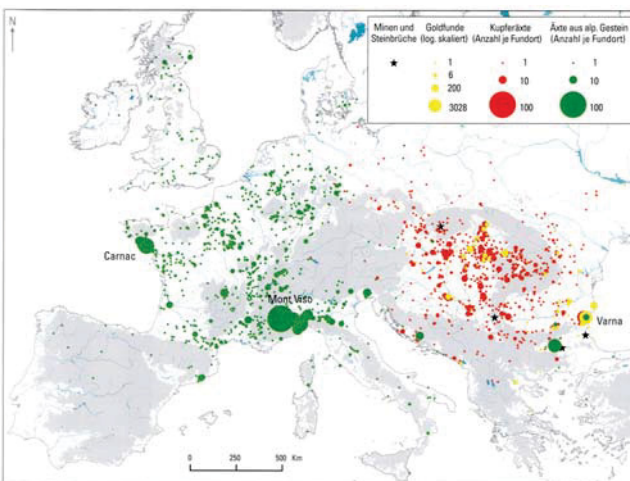 N
Minen und Steinbrüche
Goldfunde (log. skaliert)
1
6
200
3028
Kupferäxte (Anzahl je Fundort)
1
10
100
Äxte aus alp. Gestein (Anzahl je Fundort)
1
10
100
Carnac
Mont Viso
Varna
0 250 500 Km